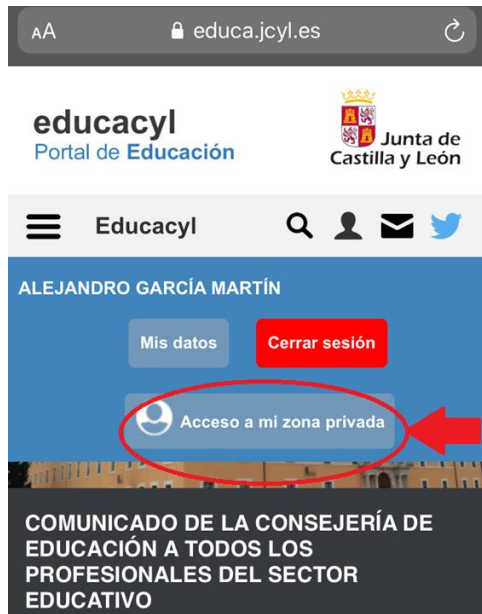 AA educa.jcyl.es
educacyl
Portal de Educación
Junta de
Castilla y León
Educacyl
ALEJANDRO GARCÍA MARTÍN
Mis datos Cerrar sesión
Acceso a mi zona privada
COMUNICADO DE LA CONSEJERÍA DE
EDUCACIÓN A TODOS LOS
PROFESIONALES DEL SECTOR
EDUCATIVO